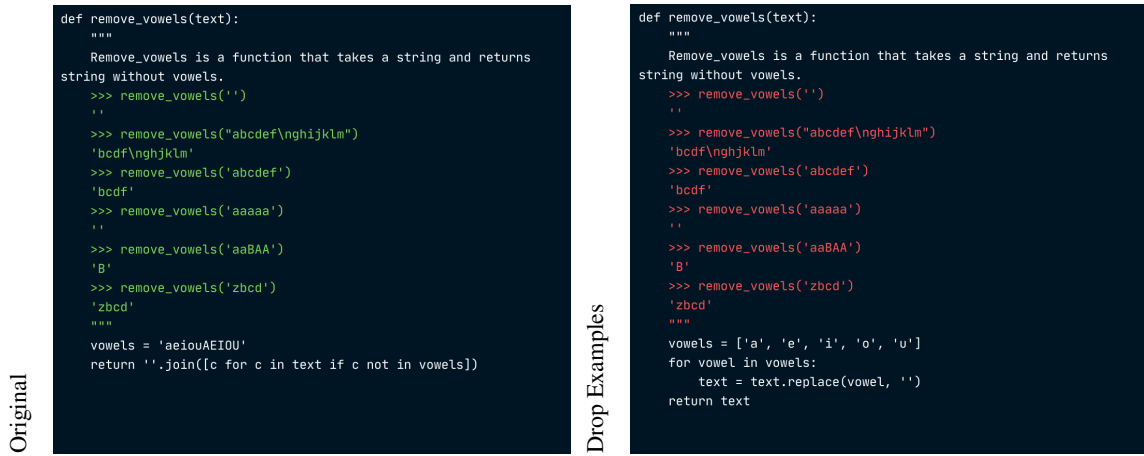 Original
def remove_vowels(text):
    """
    Remove_vowels is a function that takes a string and returns
string without vowels.
    >>> remove_vowels('')
    ''
    >>> remove_vowels("abcdef\nghijklm")
    'bcdf\nghjklm'
    >>> remove_vowels('abcdef')
    'bcdf'
    >>> remove_vowels('aaaaa')
    ''
    >>> remove_vowels('aaBAA')
    'B'
    >>> remove_vowels('zbcd')
    'zbcd'
    """
    vowels = 'aeiouAEIOU'
    return ''.join([c for c in text if c not in vowels])
Drop Examples
def remove_vowels(text):
    """
    Remove_vowels is a function that takes a string and returns
string without vowels.
    >>> remove_vowels('')
    ''
    >>> remove_vowels("abcdef\nghijklm")
    'bcdf\nghjklm'
    >>> remove_vowels('abcdef')
    'bcdf'
    >>> remove_vowels('aaaaa')
    ''
    >>> remove_vowels('aaBAA')
    'B'
    >>> remove_vowels('zbcd')
    'zbcd'
    """
    vowels = ['a', 'e', 'i', 'o', 'u']
    for vowel in vowels:
        text = text.replace(vowel, '')
    return text